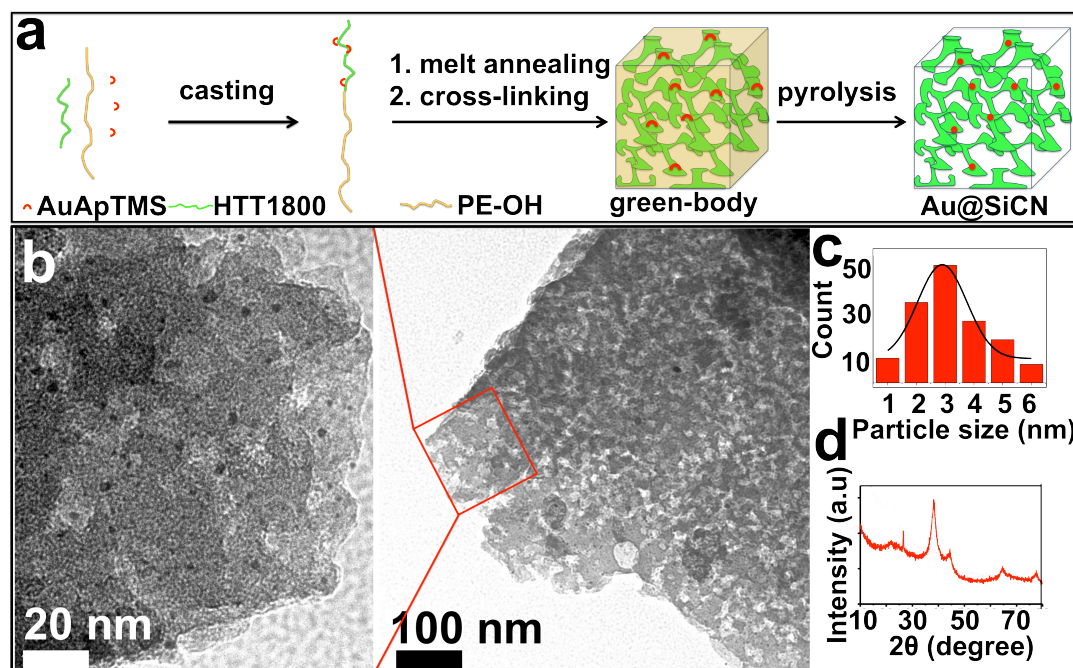 a
casting
1. melt annealing
2. cross-linking
pyrolysis
AuApTMS
HTT1800
PE-OH
green-body
Au@SiCN
b
20 nm
100 nm
c
Count
50
30
10
1 2 3 4 5 6
Particle size (nm)
d
Intensity (a.u)
10 30 50 70
2θ (degree)